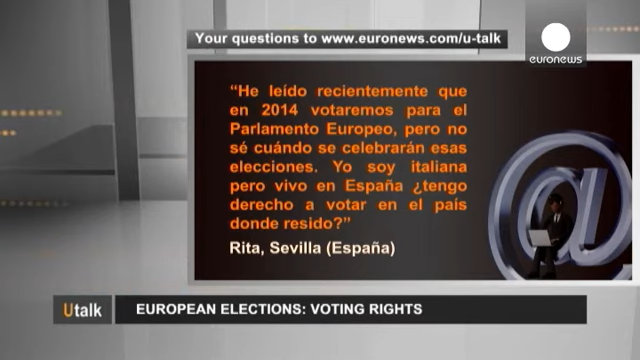 Your questions to www.euronews.com/u-talk
euronews
“He leído recientemente que
en 2014 votaremos para el
Parlamento Europeo, pero no
sé cuándo se celebrarán esas
elecciones. Yo soy italiana
pero vivo en España ¿tengo
derecho a votar en el país
donde resido?”
Rita, Sevilla (España)
Utalk
EUROPEAN ELECTIONS: VOTING RIGHTS